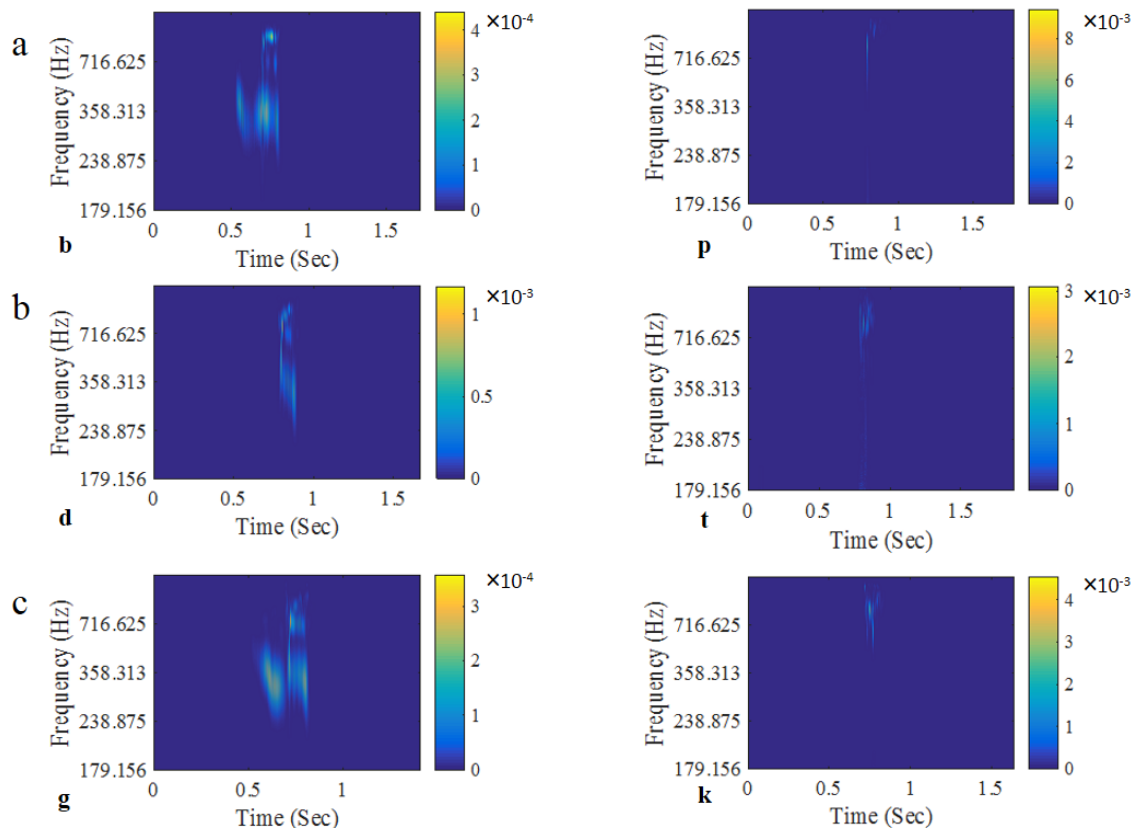 a
×10-4
4
3
2
1
0
Frequency (Hz)
716.625
358.313
238.875
179.156
0 0.5 1 1.5
Time (Sec)
b
×10-3
8
6
4
2
0
Frequency (Hz)
716.625
358.313
238.875
179.156
0 0.5 1 1.5
Time (Sec)
p
b
×10-3
1
0.5
0
Frequency (Hz)
716.625
358.313
238.875
179.156
0 0.5 1 1.5
Time (Sec)
d
×10-3
3
2
1
0
Frequency (Hz)
716.625
358.313
238.875
179.156
0 0.5 1 1.5
Time (Sec)
t
c
×10-4
3
2
1
0
Frequency (Hz)
716.625
358.313
238.875
179.156
0 0.5 1
Time (Sec)
g
×10-3
4
3
2
1
0
Frequency (Hz)
716.625
358.313
238.875
179.156
0 0.5 1 1.5
Time (Sec)
k